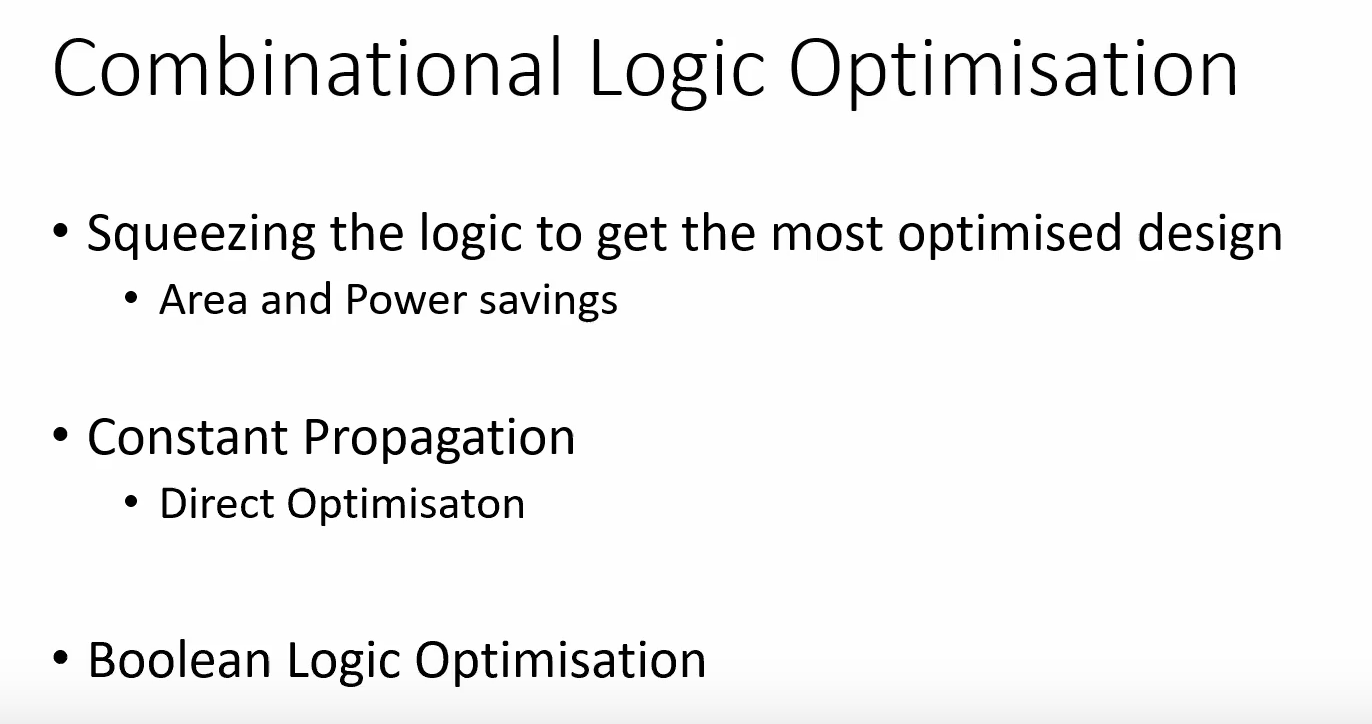 Combinational Logic Optimisation
• Squeezing the logic to get the most optimised design
• Area and Power savings
• Constant Propagation
• Direct Optimisaton
• Boolean Logic Optimisation